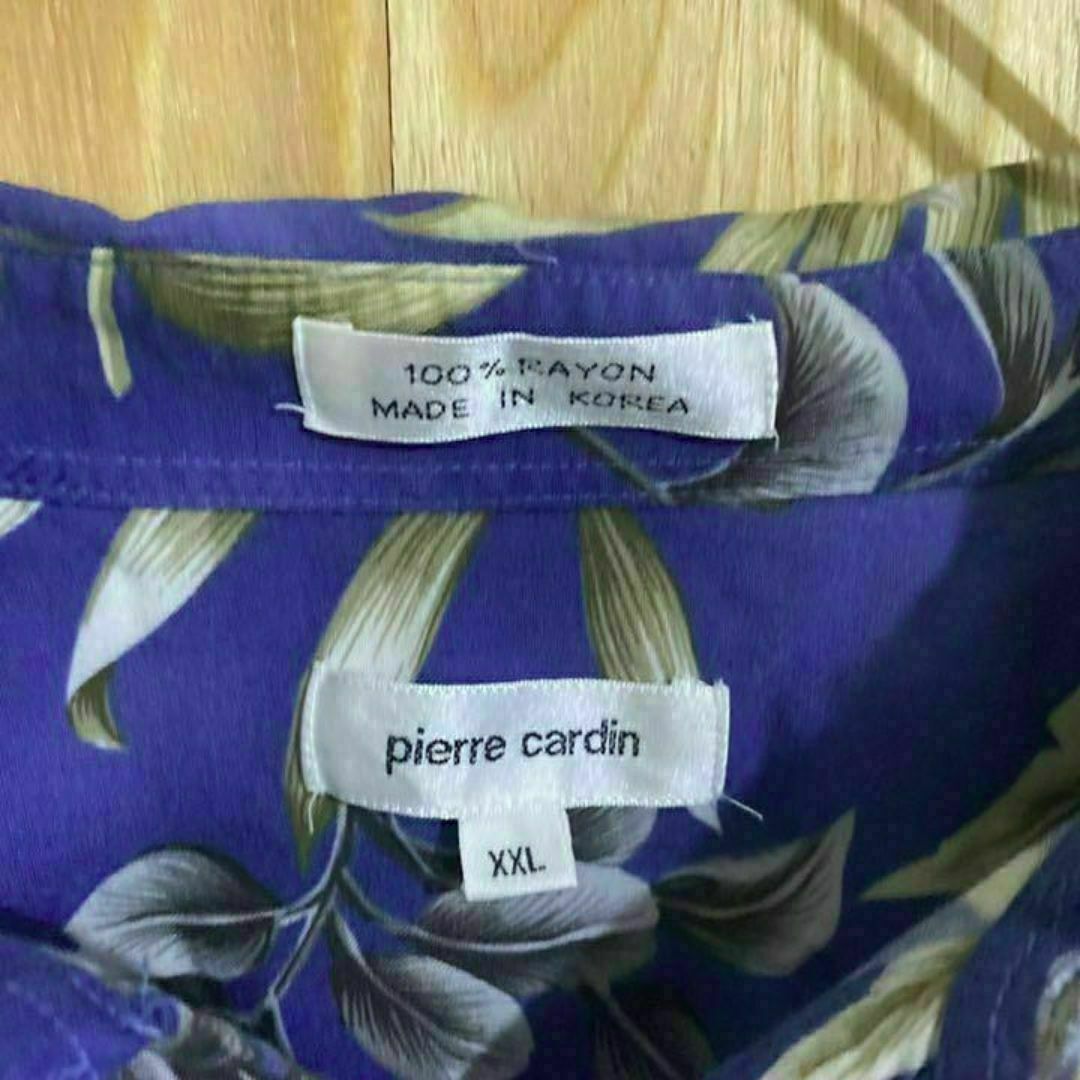 100% RAYON
MADE IN KOREA
pierre cardin
XXL